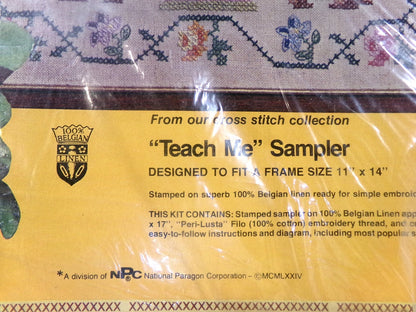 From our cross stitch collection
100%
BELGIAN
LINEN
“Teach Me” Sampler
DESIGNED TO FIT A FRAME SIZE 11" x 14"
Stamped on superb 100% Belgian linen ready for simple embroid
THIS KIT CONTAINS: Stamped sampler on 100% Belgian Linen app
x 17", “Peri-Lusta” Filo (100% cotton) embroidery thread, and
easy-to-follow instructions and diagram, including most popular s
*A division of NPC National Paragon Corporation – ©MCMLXXIV